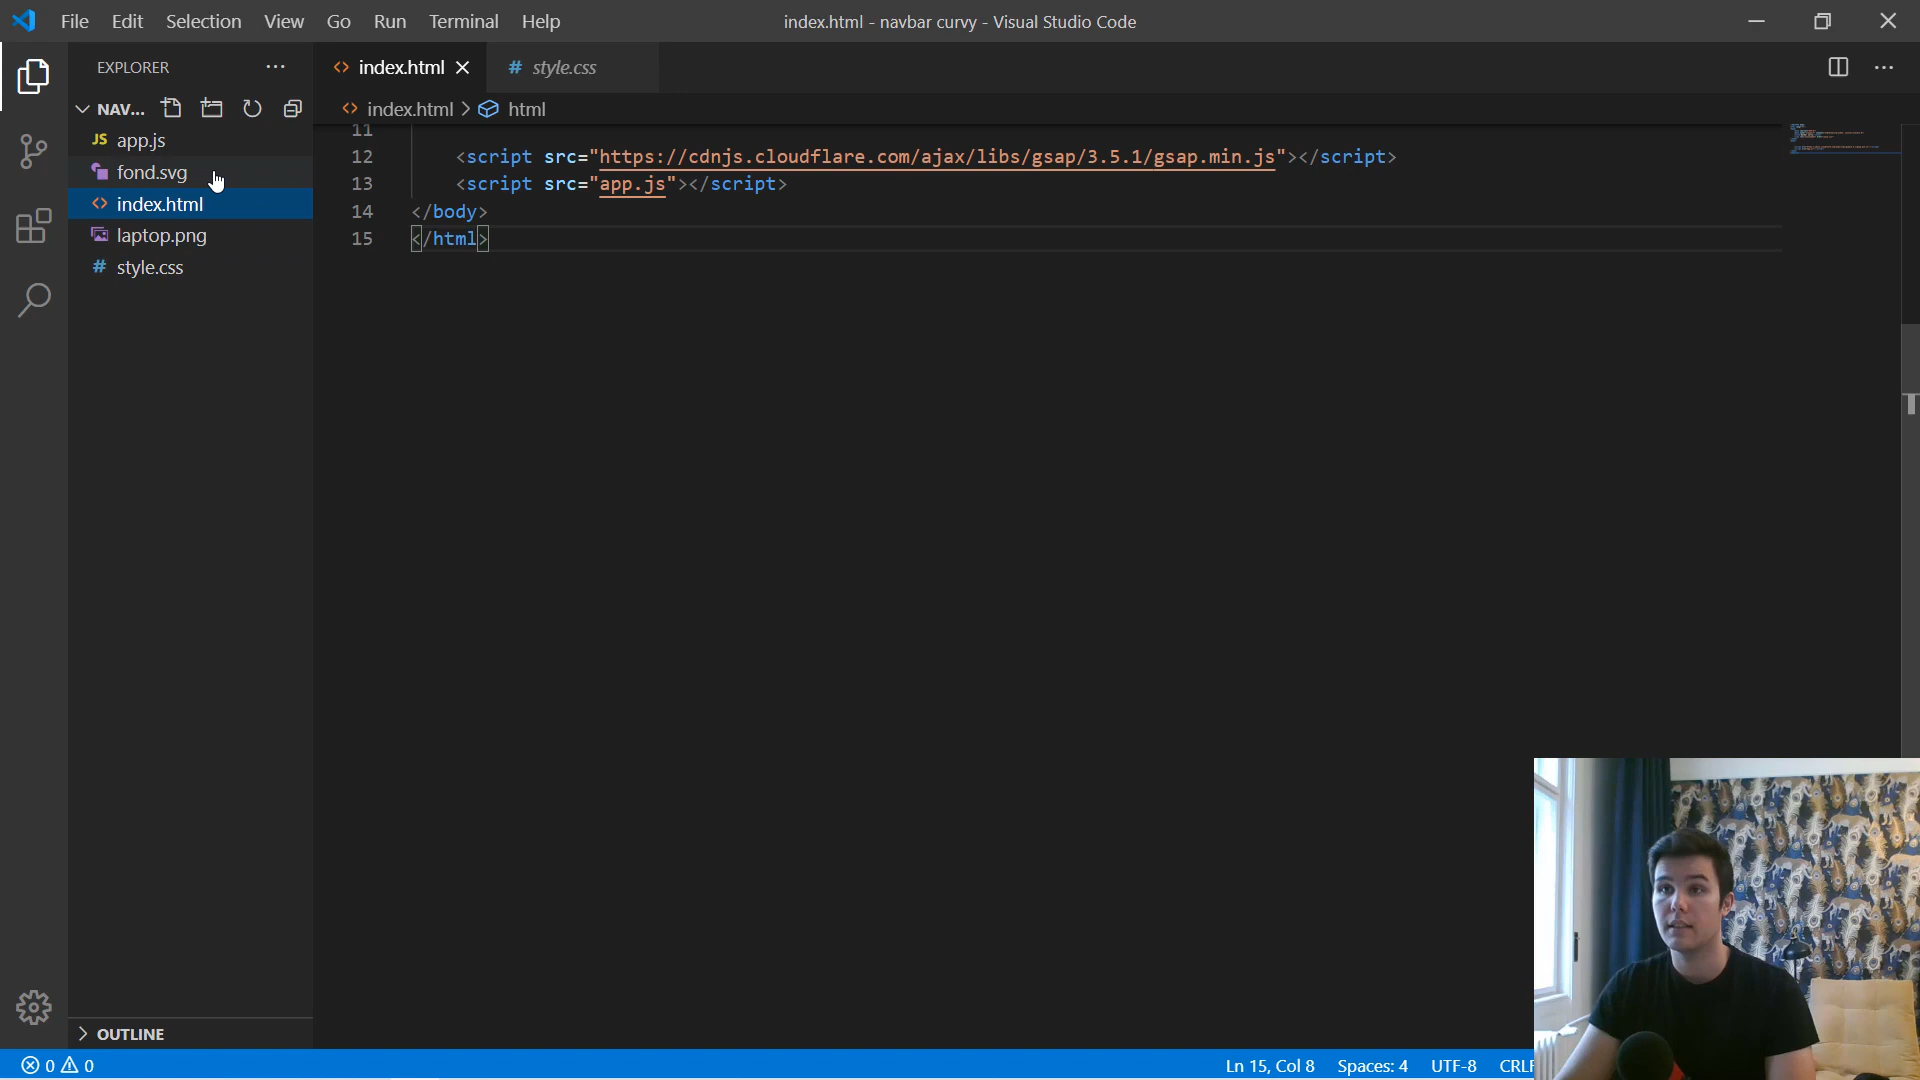 File Edit Selection View Go Run Terminal Help
index.html - navbar curvy - Visual Studio Code
EXPLORER
NAV...
JS app.js
fond.svg
<> index.html
laptop.png
# style.css
OUTLINE
<> index.html
# style.css
<> index.html > html
11
12 <script src="https://cdnjs.cloudflare.com/ajax/libs/gsap/3.5.1/gsap.min.js"></script>
13 <script src="app.js"></script>
14 </body>
15 </html>
0 0
Ln 15, Col 8 Spaces: 4 UTF-8 CRLF